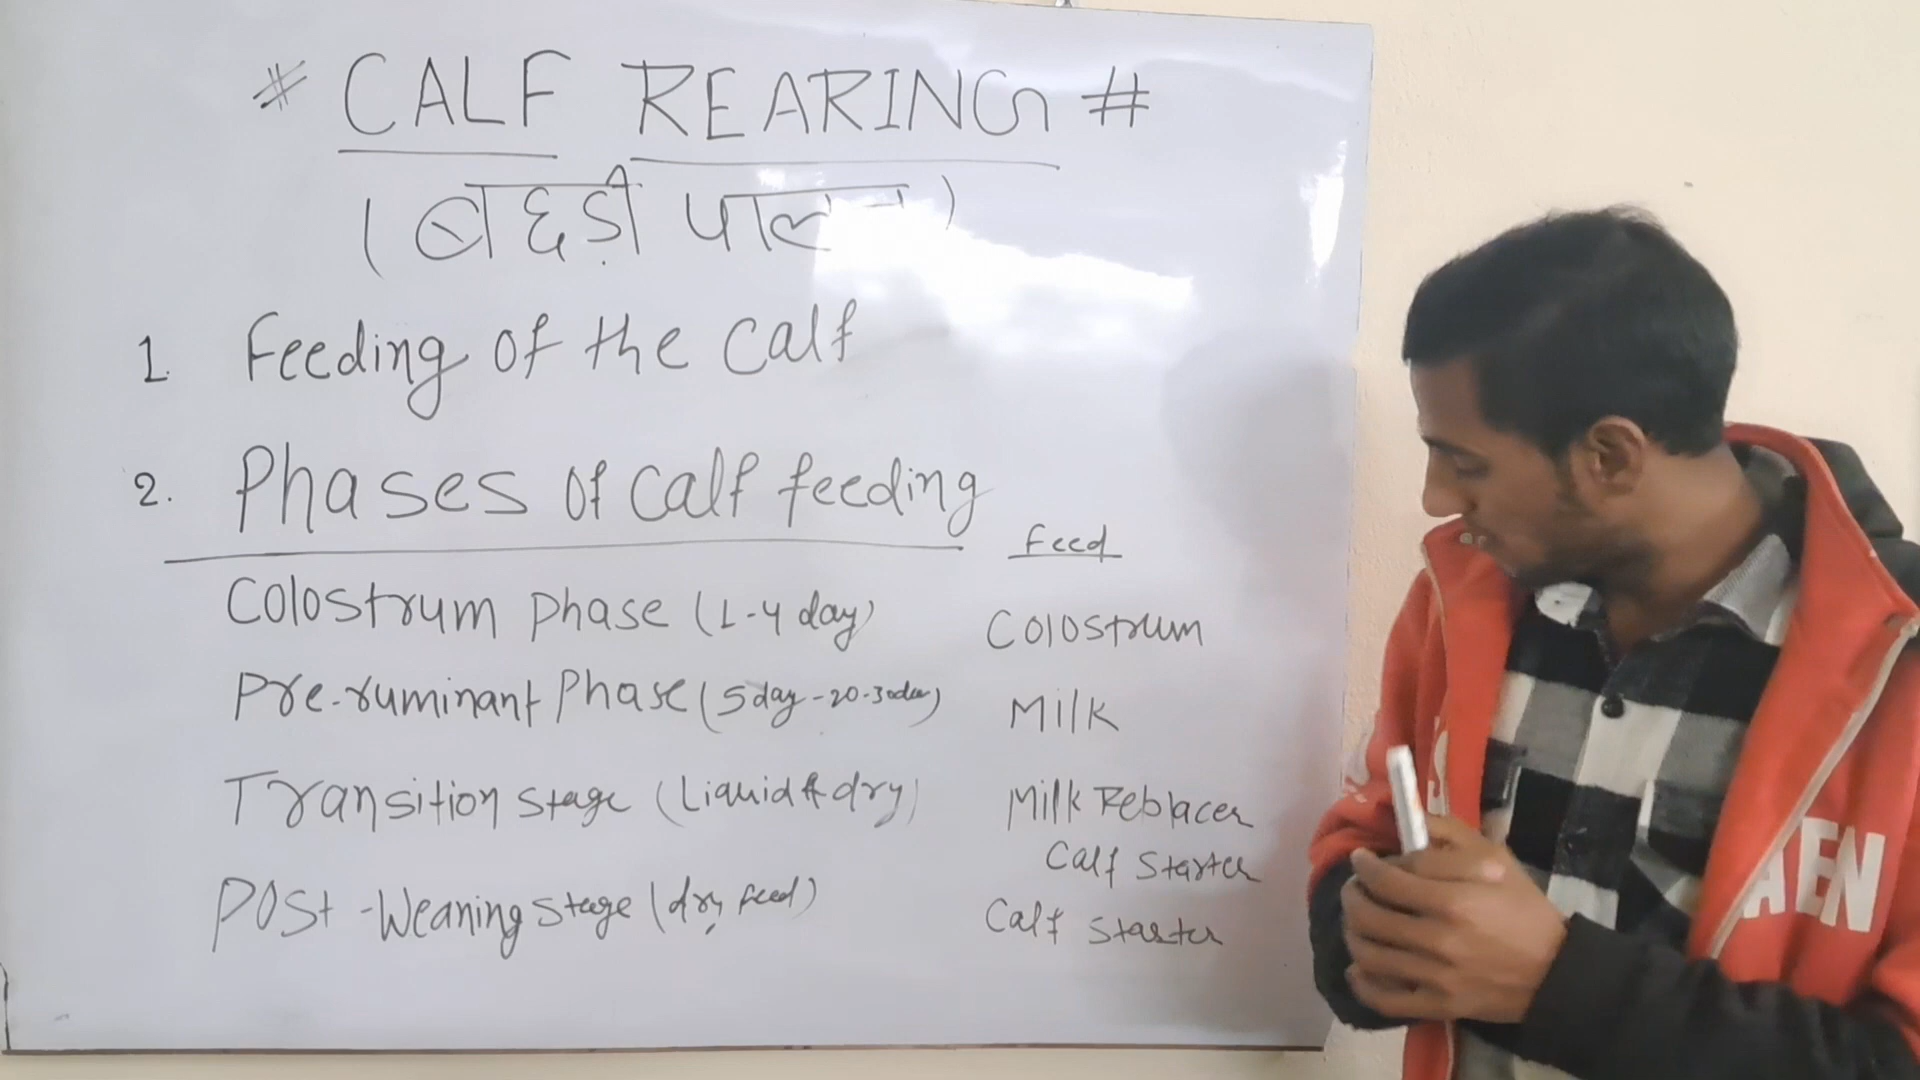 # CALF REARING #
(बाछी पालन)
1. Feeding of the Calf
2. Phases of Calf feeding
Feed
Colostrum Phase (1-4 day) Colostrum
Pre-ruminant Phase (5 day - 20-30 day) Milk
Transition Stage (Liquid & dry) Milk Replacer
Calf Starter
Post-Weaning Stage (dry feed) Calf Starter